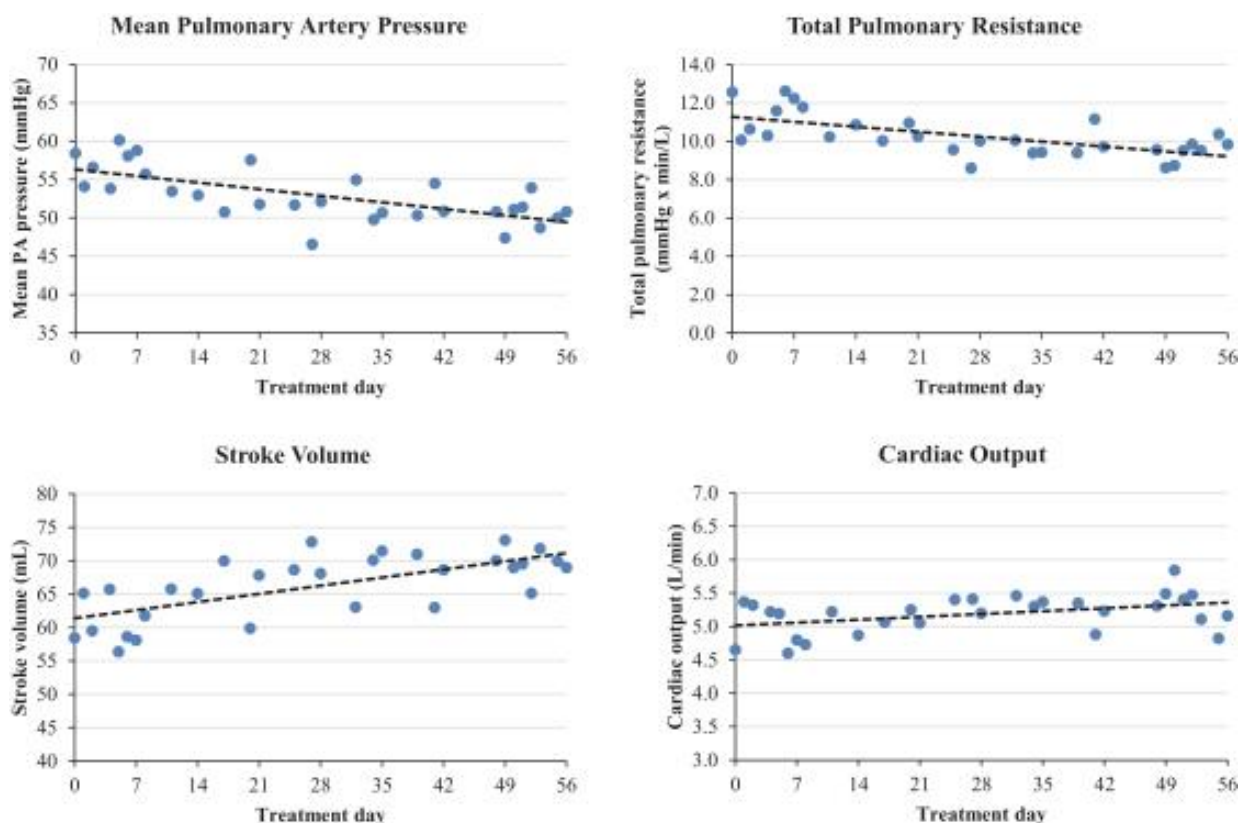 Mean Pulmonary Artery Pressure
Mean PA pressure (mmHg)
70
65
60
55
50
45
40
35
0 7 14 21 28 35 42 49 56
Treatment day
Total Pulmonary Resistance
Total pulmonary resistance
(mmHg x min/L)
14.0
12.0
10.0
8.0
6.0
4.0
2.0
0.0
0 7 14 21 28 35 42 49 56
Treatment day
Stroke Volume
Stroke volume (mL)
80
75
70
65
60
55
50
45
40
0 7 14 21 28 35 42 49 56
Treatment day
Cardiac Output
Cardiac output (L/min)
7.0
6.5
6.0
5.5
5.0
4.5
4.0
3.5
3.0
0 7 14 21 28 35 42 49 56
Treatment day